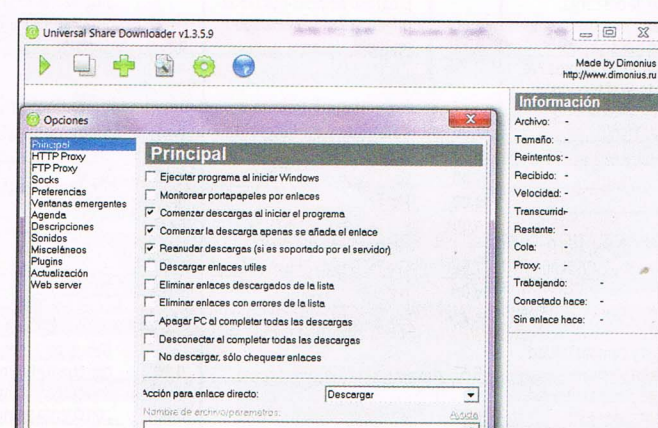 Universal Share Downloader v1.3.5.9
Made by Dimonius
http://www.dimonius.ru
Opciones
Principal
HTTP Proxy
FTP Proxy
Socks
Preferencias
Ventanas emergentes
Agenda
Descripciones
Sonidos
Misceláneos
Plugins
Actualización
Web server
Principal
Ejecutar programa al iniciar Windows
Monitorear portapapeles por enlaces
Comenzar descargas al iniciar el programa
Comenzar la descarga apenas se añada el enlace
Reanudar descargas (si es soportado por el servidor)
Descargar enlaces utiles
Eliminar enlaces descargados de la lista
Eliminar enlaces con errores de la lista
Apagar PC al completar todas las descargas
Desconectar al completar todas las descargas
No descargar, sólo chequear enlaces
Acción para enlace directo: Descargar
Nombre de archivo/parametros: Ayuda
Información
Archivo: -
Tamaño: -
Reintentos: -
Recibido: -
Velocidad: -
Transcurrid-
Restante: -
Cola:
Proxy: -
Trabajando: -
Conectado hace: -
Sin enlace hace: -